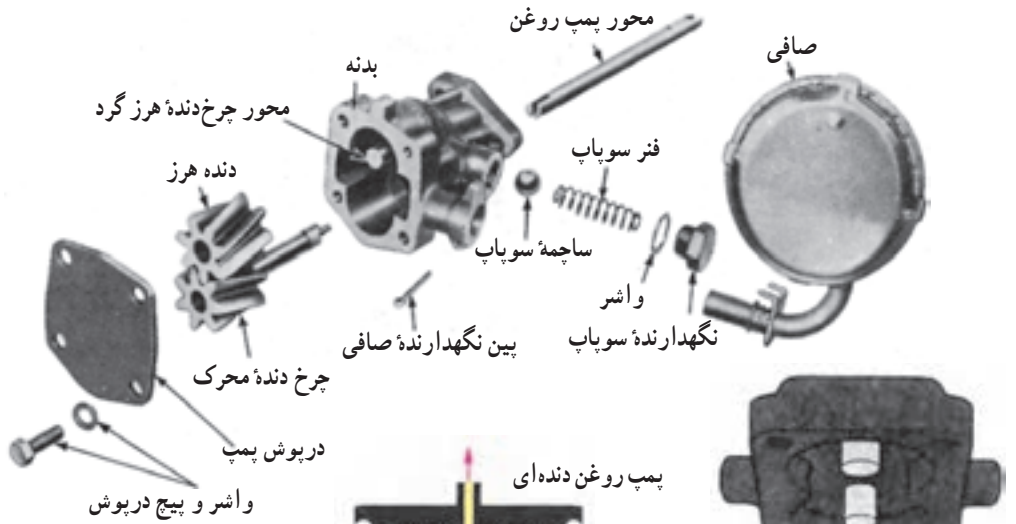 محور پمپ روغن
صافی
بدنه
محور چرخ‌دندهٔ هرز گرد
فنر سوپاپ
دنده هرز
ساچمهٔ سوپاپ
واشر
نگهدارندهٔ سوپاپ
پین نگهدارندهٔ صافی
چرخ دندهٔ محرک
درپوش پمپ
پمپ روغن دنده‌ای
واشر و پیچ درپوش